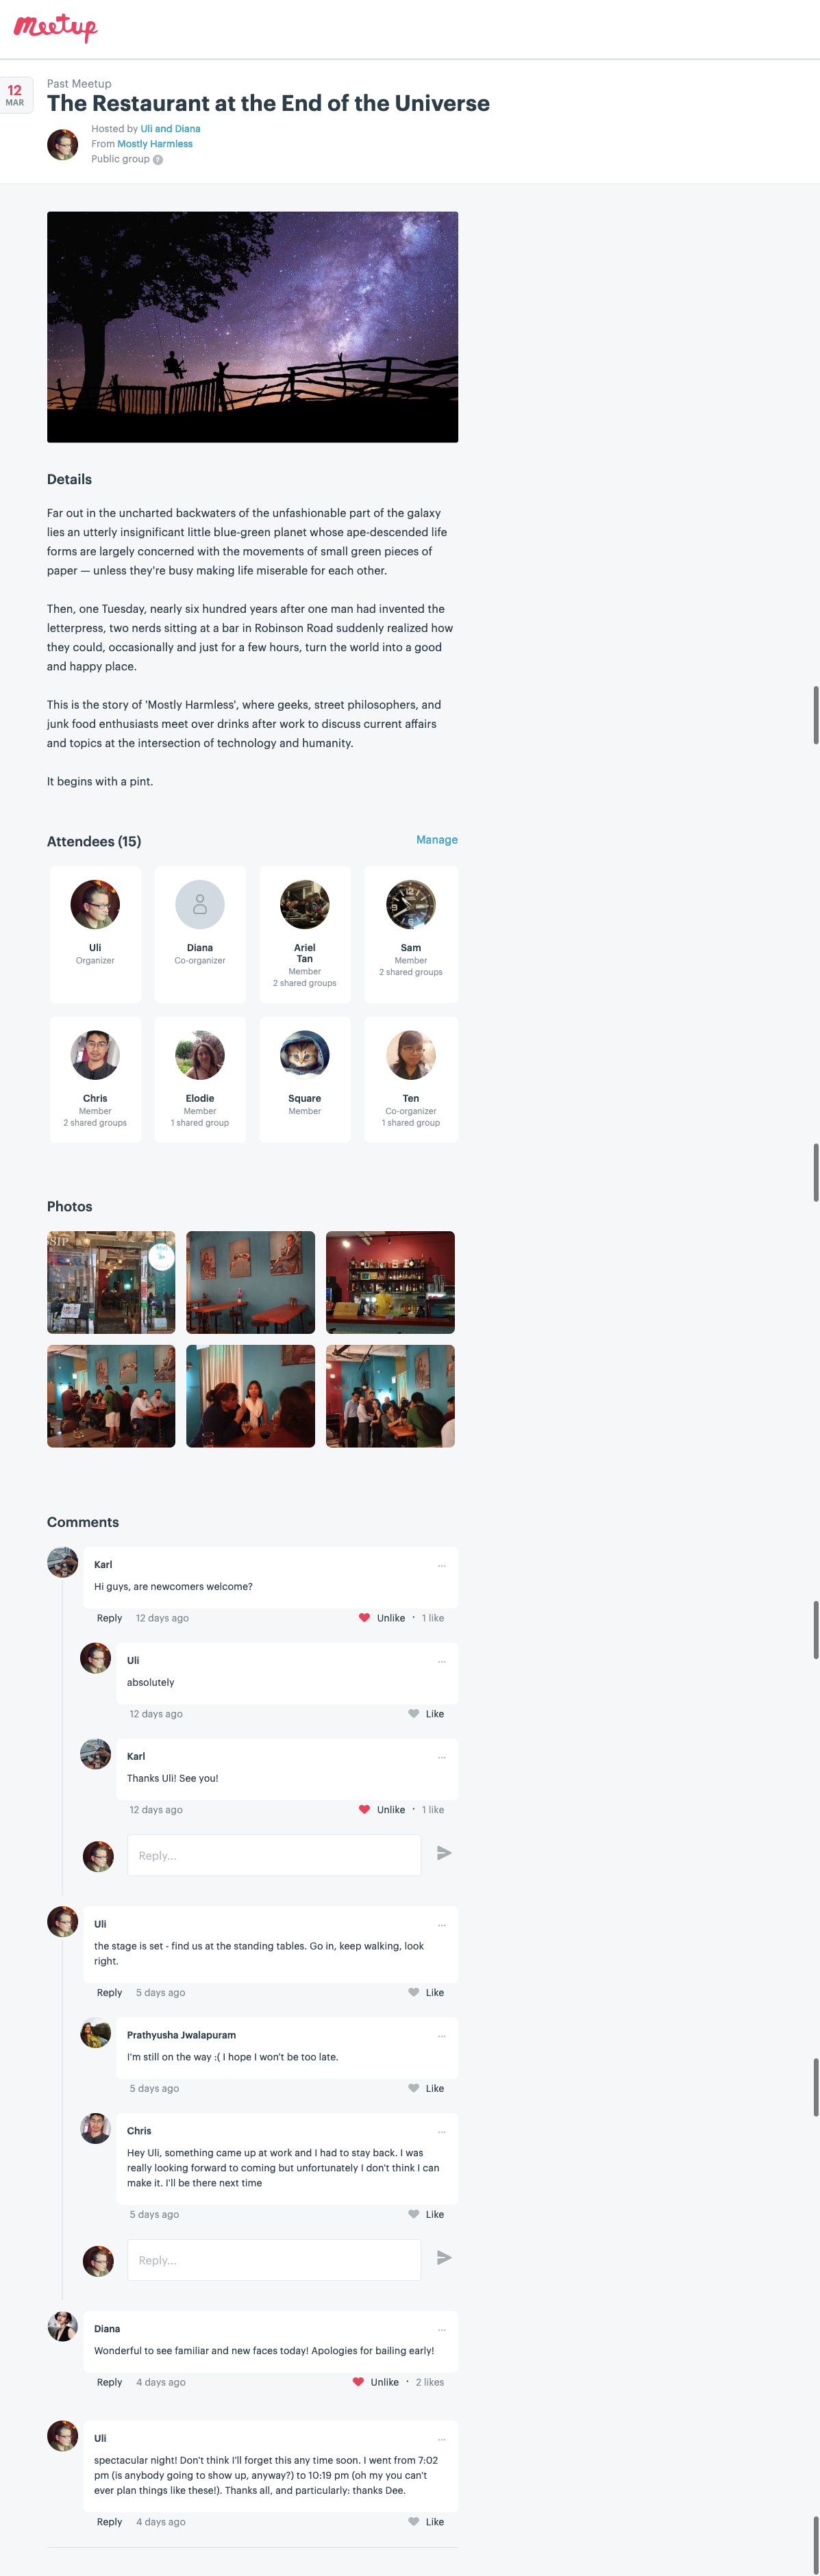 Meetup
12
MAR
Past Meetup
The Restaurant at the End of the Universe
Hosted by Uli and Diana
From Mostly Harmless
Public group ?
Details
Far out in the uncharted backwaters of the unfashionable part of the galaxy
lies an utterly insignificant little blue-green planet whose ape-descended life
forms are largely concerned with the movements of small green pieces of
paper — unless they're busy making life miserable for each other.
Then, one Tuesday, nearly six hundred years after one man had invented the
letterpress, two nerds sitting at a bar in Robinson Road suddenly realized how
they could, occasionally and just for a few hours, turn the world into a good
and happy place.
This is the story of 'Mostly Harmless', where geeks, street philosophers, and
junk food enthusiasts meet over drinks after work to discuss current affairs
and topics at the intersection of technology and humanity.
It begins with a pint.
Attendees (15)
Manage
Uli
Organizer
Diana
Co-organizer
Ariel
Tan
Member
2 shared groups
Sam
Member
2 shared groups
Chris
Member
2 shared groups
Elodie
Member
1 shared group
Square
Member
Ten
Co-organizer
1 shared group
Photos
SSIP
Comments
Karl
...
Hi guys, are newcomers welcome?
Reply 12 days ago Unlike · 1 like
Uli
...
absolutely
12 days ago Like
Karl
...
Thanks Uli! See you!
12 days ago Unlike · 1 like
Reply...
Uli
...
the stage is set - find us at the standing tables. Go in, keep walking, look
right.
Reply 5 days ago Like
Prathyusha Jwalapuram
...
I'm still on the way :( I hope I won't be too late.
5 days ago Like
Chris
...
Hey Uli, something came up at work and I had to stay back. I was
really looking forward to coming but unfortunately I don't think I can
make it. I'll be there next time
5 days ago Like
Reply...
Diana
...
Wonderful to see familiar and new faces today! Apologies for bailing early!
Reply 4 days ago Unlike · 2 likes
Uli
...
spectacular night! Don't think I'll forget this any time soon. I went from 7:02
pm (is anybody going to show up, anyway?) to 10:19 pm (oh my you can't
ever plan things like these!). Thanks all, and particularly: thanks Dee.
Reply 4 days ago Like